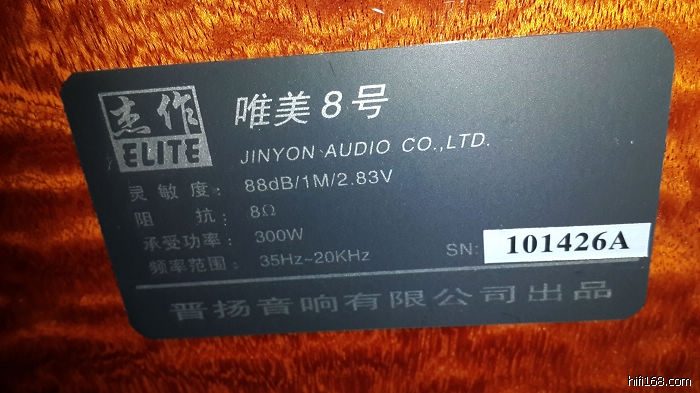 杰作
ELITE
唯美8号
JINYON AUDIO CO.,LTD.
灵敏度: 88dB/1M/2.83V
阻抗: 8Ω
承受功率: 300W
频率范围: 35Hz~20KHz
SN: 101426A
晋扬音响有限公司出品
hifi168.com